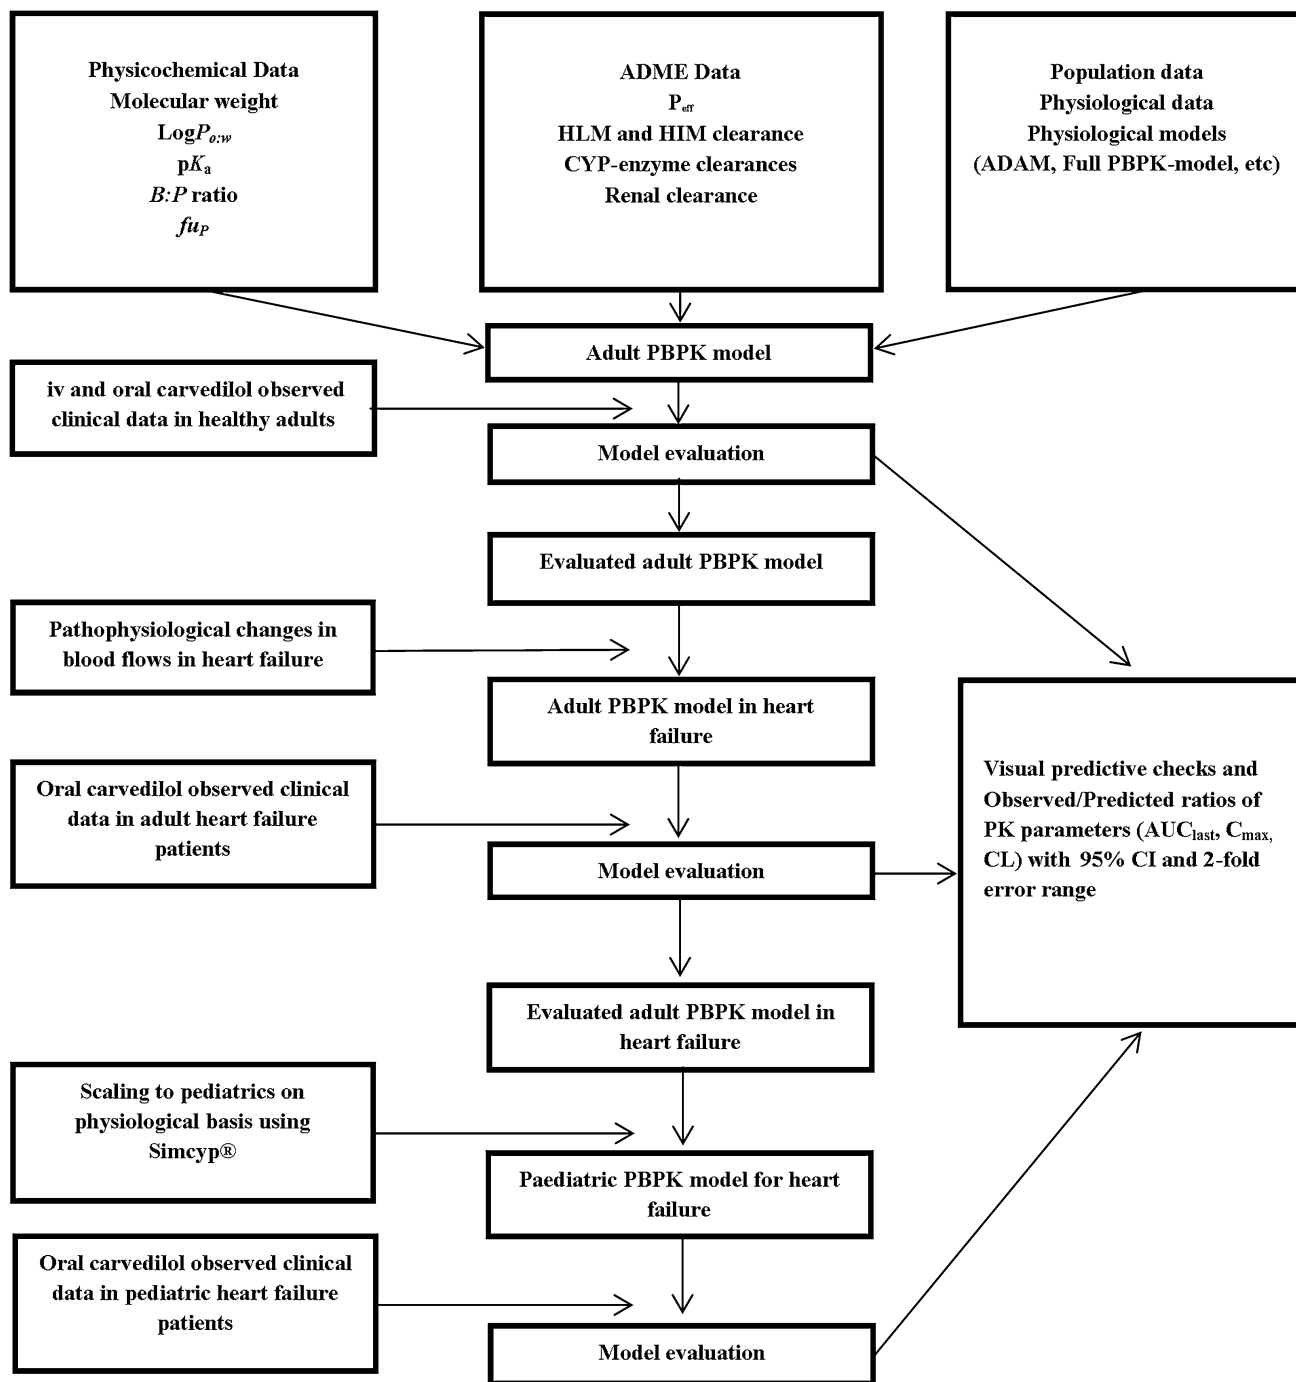 Physicochemical Data
Molecular weight
LogPo:w
pKa
B:P ratio
fuP
ADME Data
Peff
HLM and HIM clearance
CYP-enzyme clearances
Renal clearance
Population data
Physiological data
Physiological models
(ADAM, Full PBPK-model, etc)
Adult PBPK model
iv and oral carvedilol observed
clinical data in healthy adults
Model evaluation
Evaluated adult PBPK model
Pathophysiological changes in
blood flows in heart failure
Adult PBPK model in heart
failure
Oral carvedilol observed clinical
data in adult heart failure
patients
Model evaluation
Visual predictive checks and
Observed/Predicted ratios of
PK parameters (AUClast, Cmax,
CL) with 95% CI and 2-fold
error range
Evaluated adult PBPK model in
heart failure
Scaling to pediatrics on
physiological basis using
Simcyp®
Paediatric PBPK model for heart
failure
Oral carvedilol observed clinical
data in pediatric heart failure
patients
Model evaluation